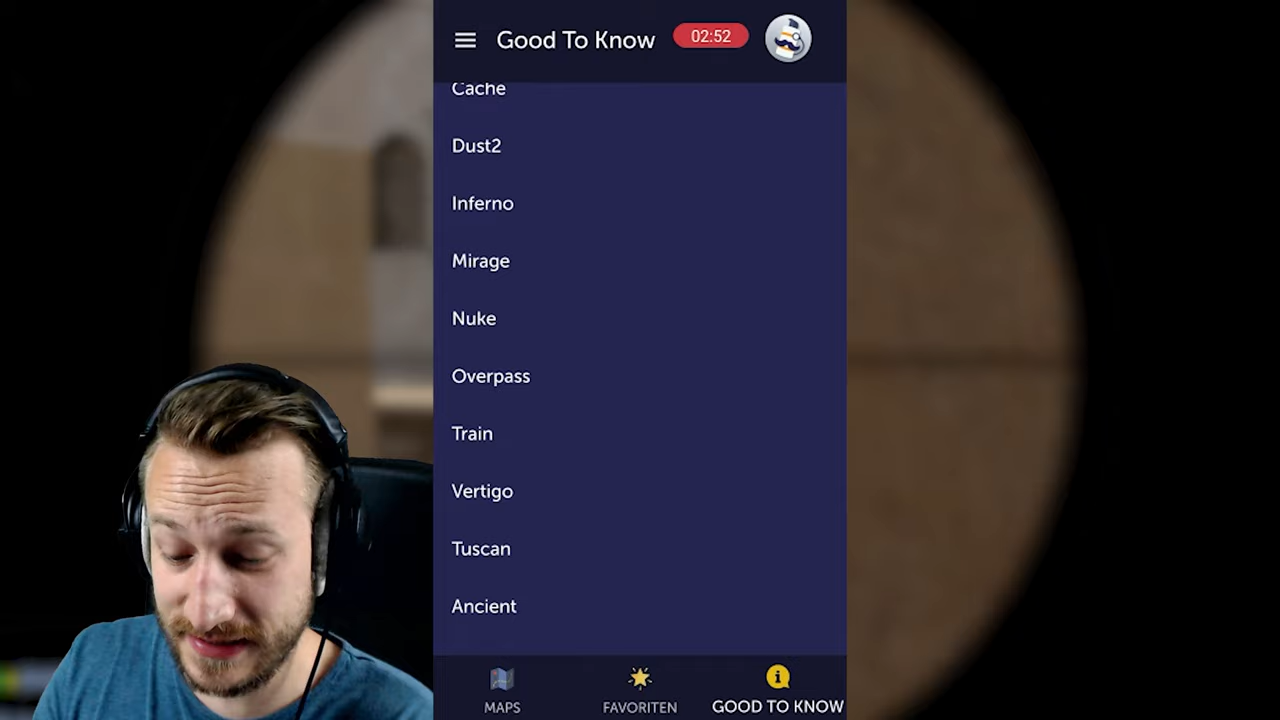 Good To Know
02:52
Cache
Dust2
Inferno
Mirage
Nuke
Overpass
Train
Vertigo
Tuscan
Ancient
MAPS
FAVORITEN
GOOD TO KNOW